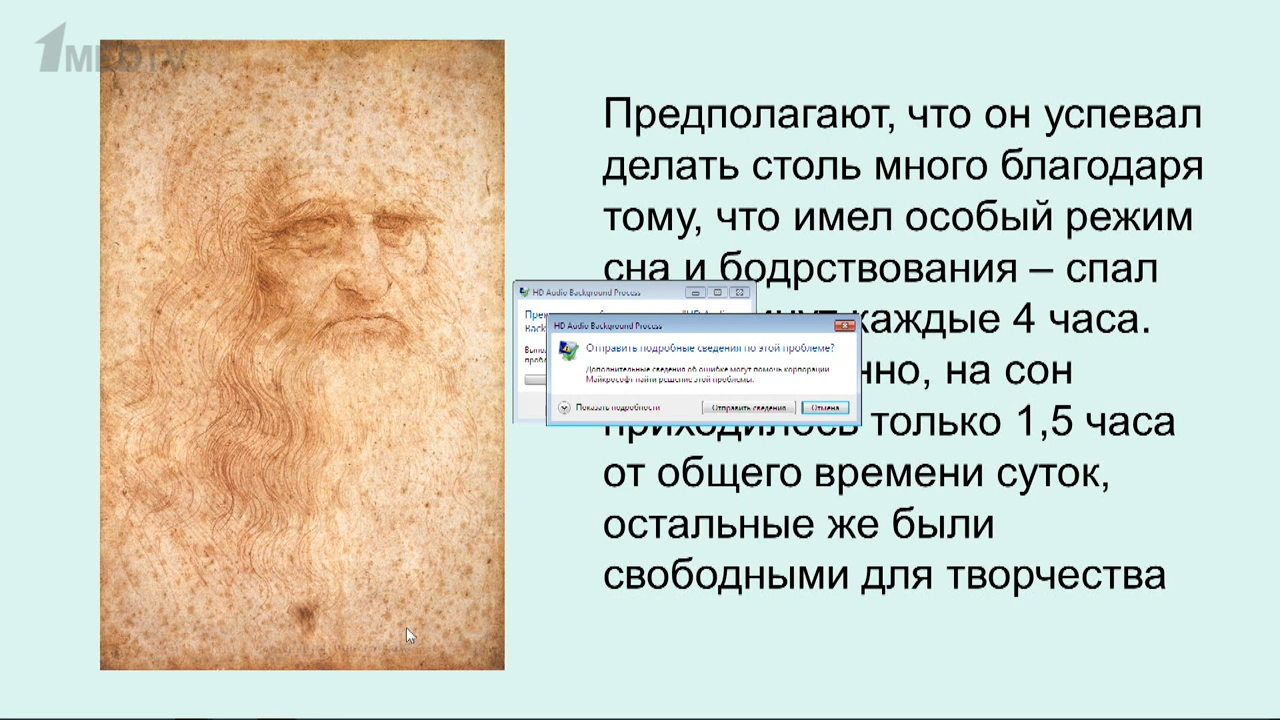 1MEDTV
Предполагают, что он успевал
делать столь много благодаря
тому, что имел особый режим
сна и бодрствования – спал
каждые 4 часа.
на сон
приходилось только 1,5 часа
от общего времени суток,
остальные же были
свободными для творчества
HD Audio Background Process
HD Audio Background Process
Отправить подробные сведения по этой проблеме?
Дополнительные сведения об ошибке могут помочь корпорации
Майкрософт найти решение этой проблемы.
Показать подробности
Отправить сведения
Отмена